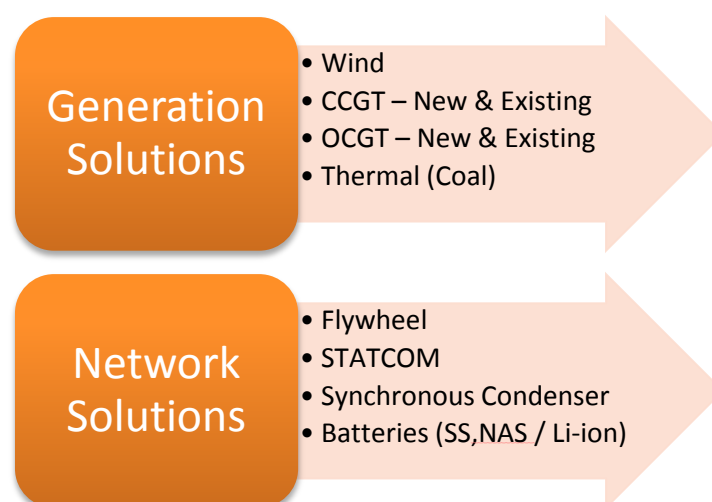 Generation
Solutions
• Wind
• CCGT – New & Existing
• OCGT – New & Existing
• Thermal (Coal)
Network
Solutions
• Flywheel
• STATCOM
• Synchronous Condenser
• Batteries (SS,NAS / Li-ion)